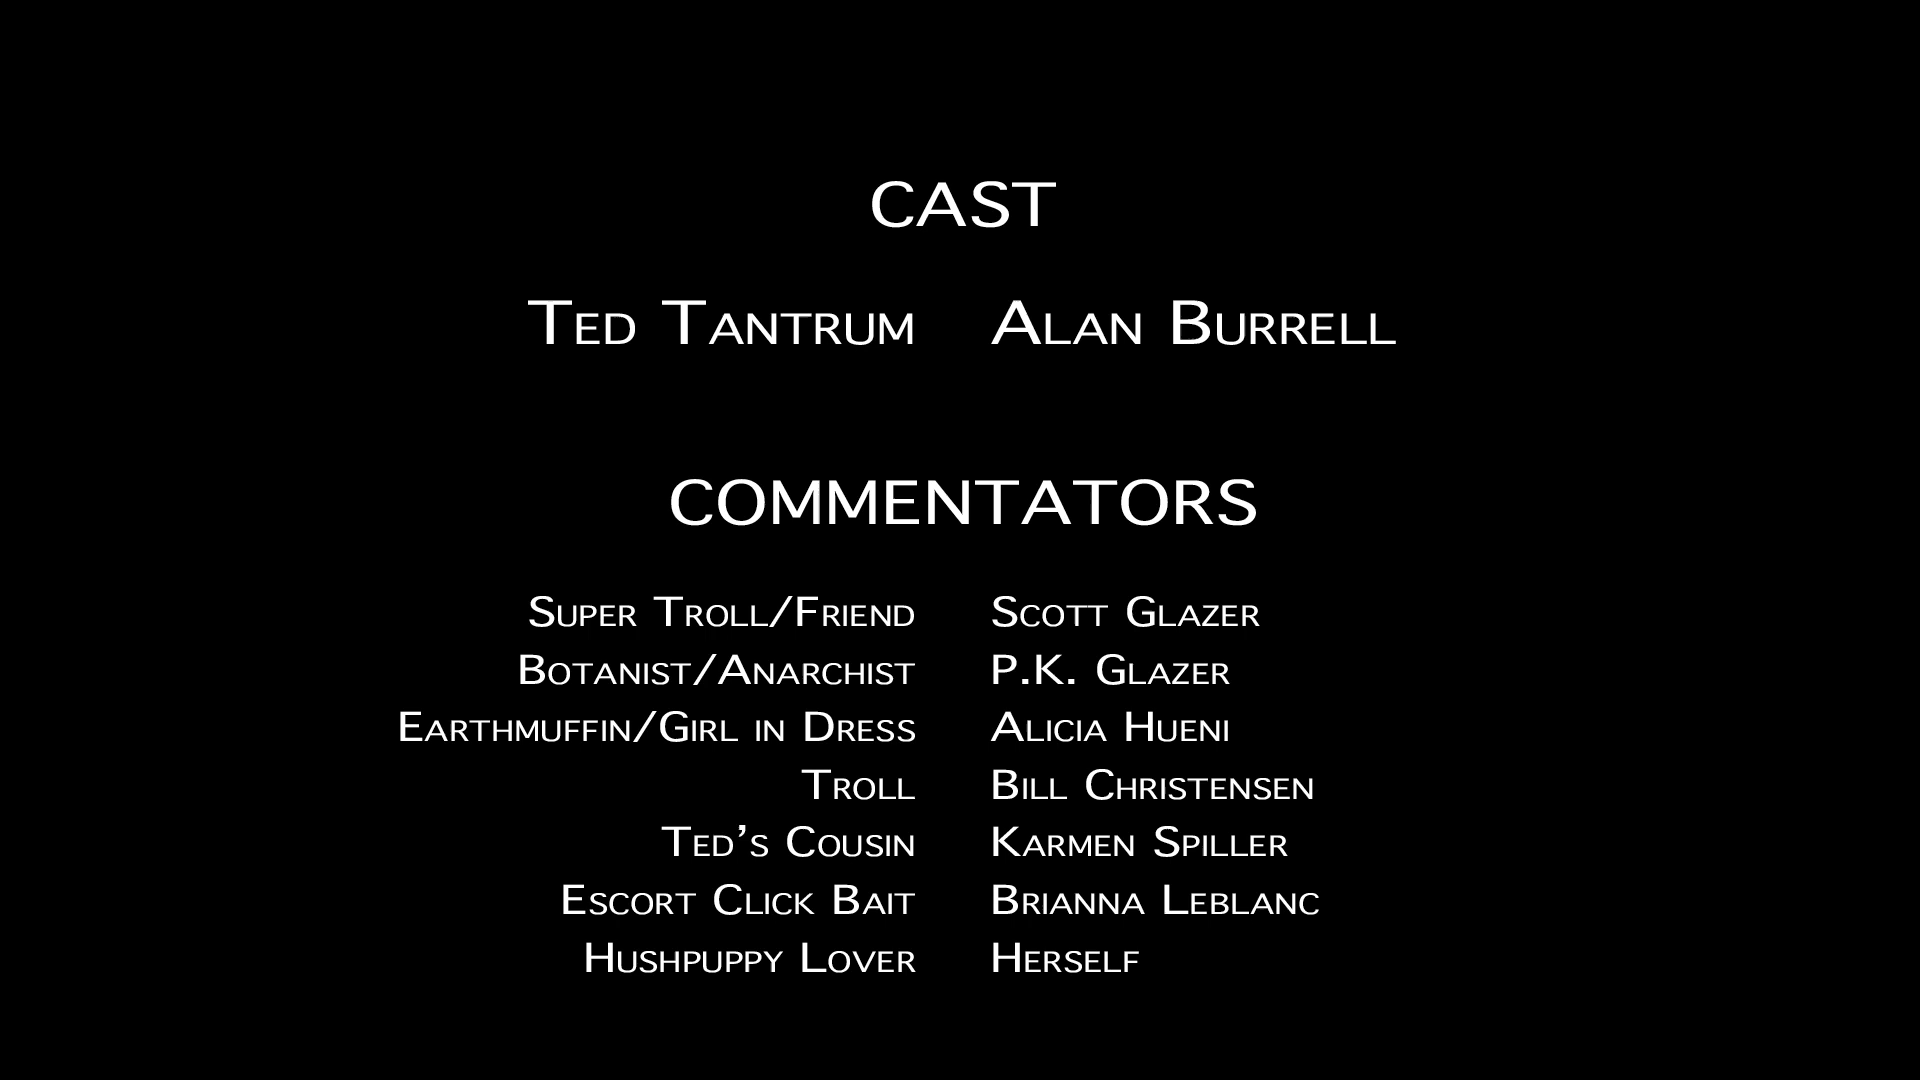 CAST
Ted Tantrum Alan Burrell
COMMENTATORS
Super Troll/Friend Scott Glazer
Botanist/Anarchist P.K. Glazer
Earthmuffin/Girl in Dress Alicia Hueni
Troll Bill Christensen
Ted’s Cousin Karmen Spiller
Escort Click Bait Brianna Leblanc
Hushpuppy Lover Herself